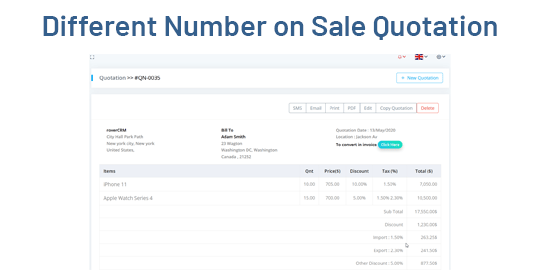 Different Number on Sale Quotation
Quotation >> #QN-0035
+ New Quotation
SMS Email Print PDF Edit Copy Quotation Delete
roverCRM
City Hall Park Path
New york city, New york
United States,
Bill To
Adam Smith
23 Wagton
Washington DC, Washington
Canada , 21252
Quotation Date : 13/May/2020
Location : Jackson Av
To convert in invoice Click Here
Items Qnt Price($) Discount Tax (%) Total ($)
iPhone 11 10.00 705.00 10.00% 1.50% 7,050.00
Apple Watch Series 4 15.00 700.00 5.00% 1.50% 2.30% 10,500.00
Sub Total 17,550.00$
Discount 1,230.00$
Import : 1.50% 263.25$
Export : 2.30% 241.50$
Other Discount : 5.00% 877.50$